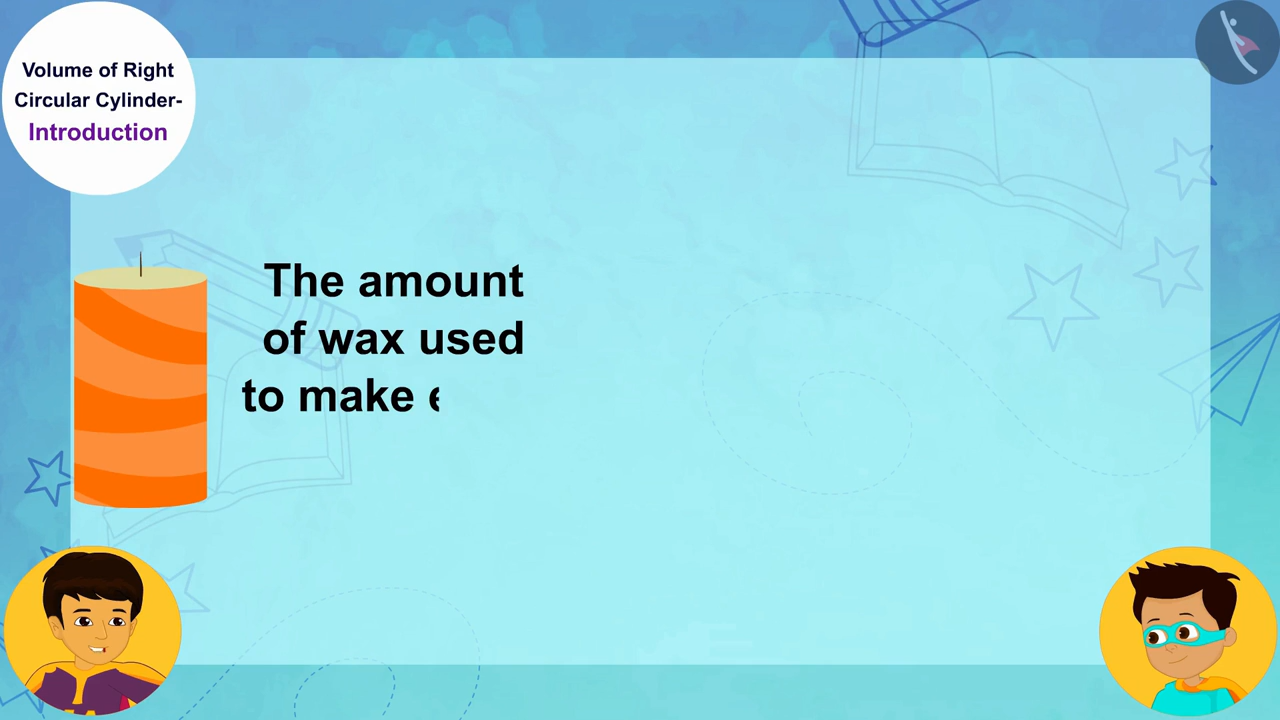 Volume of Right
Circular Cylinder-
Introduction
The amount
of wax used
to make